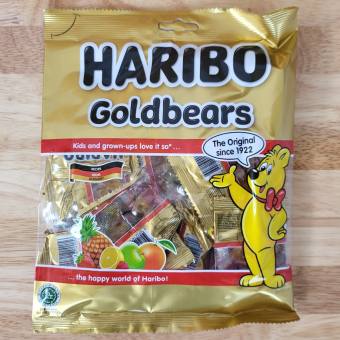 HARIBO
Goldbears
Kids and grown-ups love it so* ...
The Original
since 1922
... the happy world of Haribo!